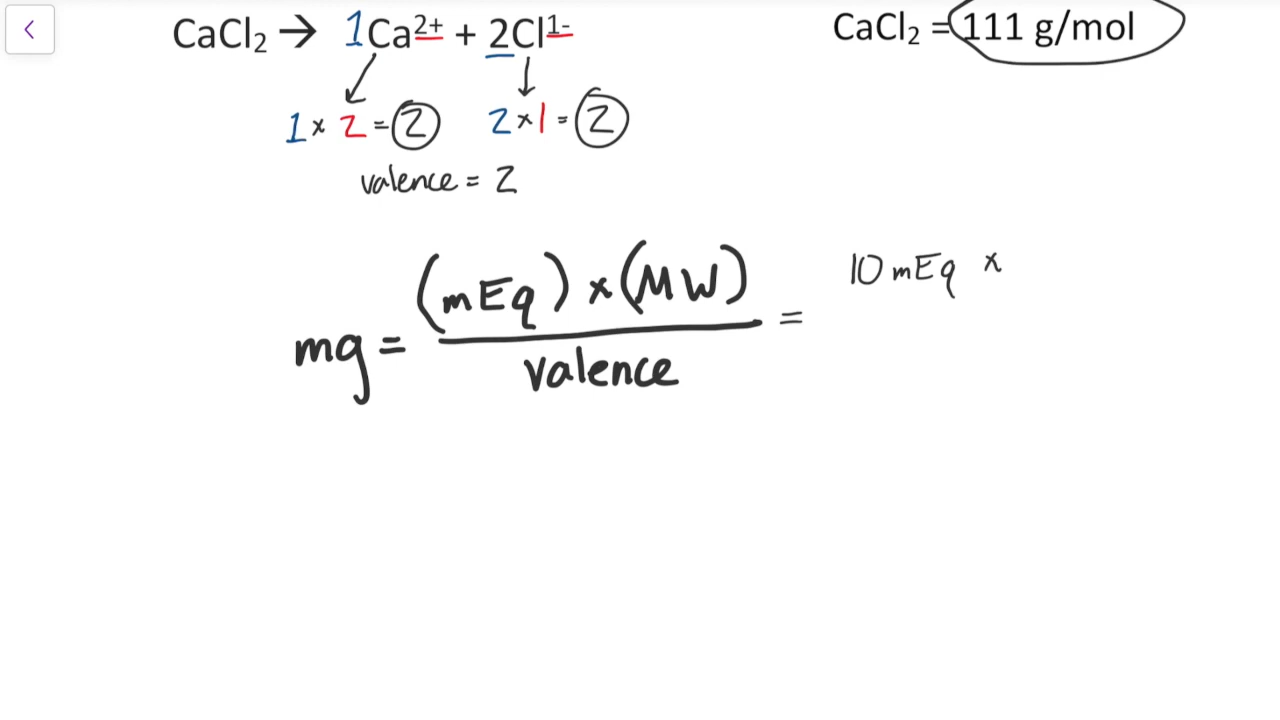 CaCl₂ → 1Ca²⁺ + 2Cl¹⁻
CaCl₂ = 111 g/mol
1 × 2 = 2
2 × 1 = 2
valence = 2
mg = (mEq) × (MW) / valence = 10 mEq ×